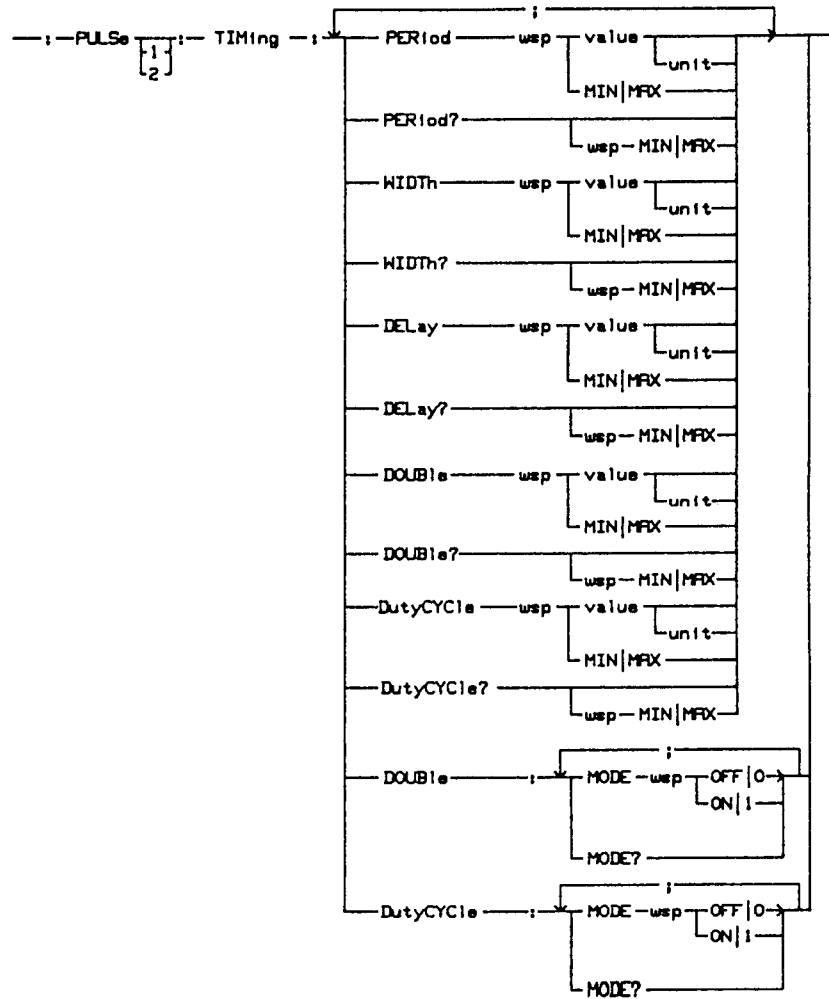 ;
: PULSe 1 2 : TIMing : PERiod wsp value unit
MIN|MAX
PERiod?
wsp MIN|MAX
WIDTh wsp value
unit
MIN|MAX
WIDTh?
wsp MIN|MAX
DELay wsp value
unit
MIN|MAX
DELay?
wsp MIN|MAX
DOUBle wsp value
unit
MIN|MAX
DOUBle?
wsp MIN|MAX
DutyCYCle wsp value
unit
MIN|MAX
DutyCYCle?
wsp MIN|MAX
;
DOUBle : MODE wsp OFF|0
ON|1
MODE?
;
DutyCYCle : MODE wsp OFF|0
ON|1
MODE?